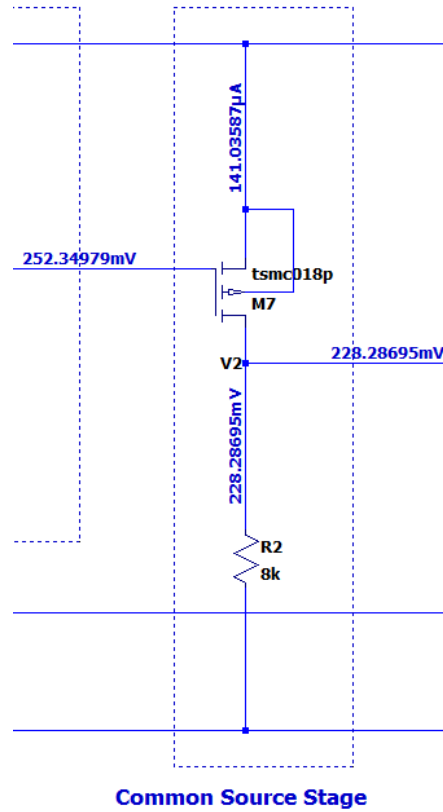 141.03587µA
252.34979mV
tsmc018p
M7
V2
228.28695mV
228.28695mV
R2
8k
Common Source Stage